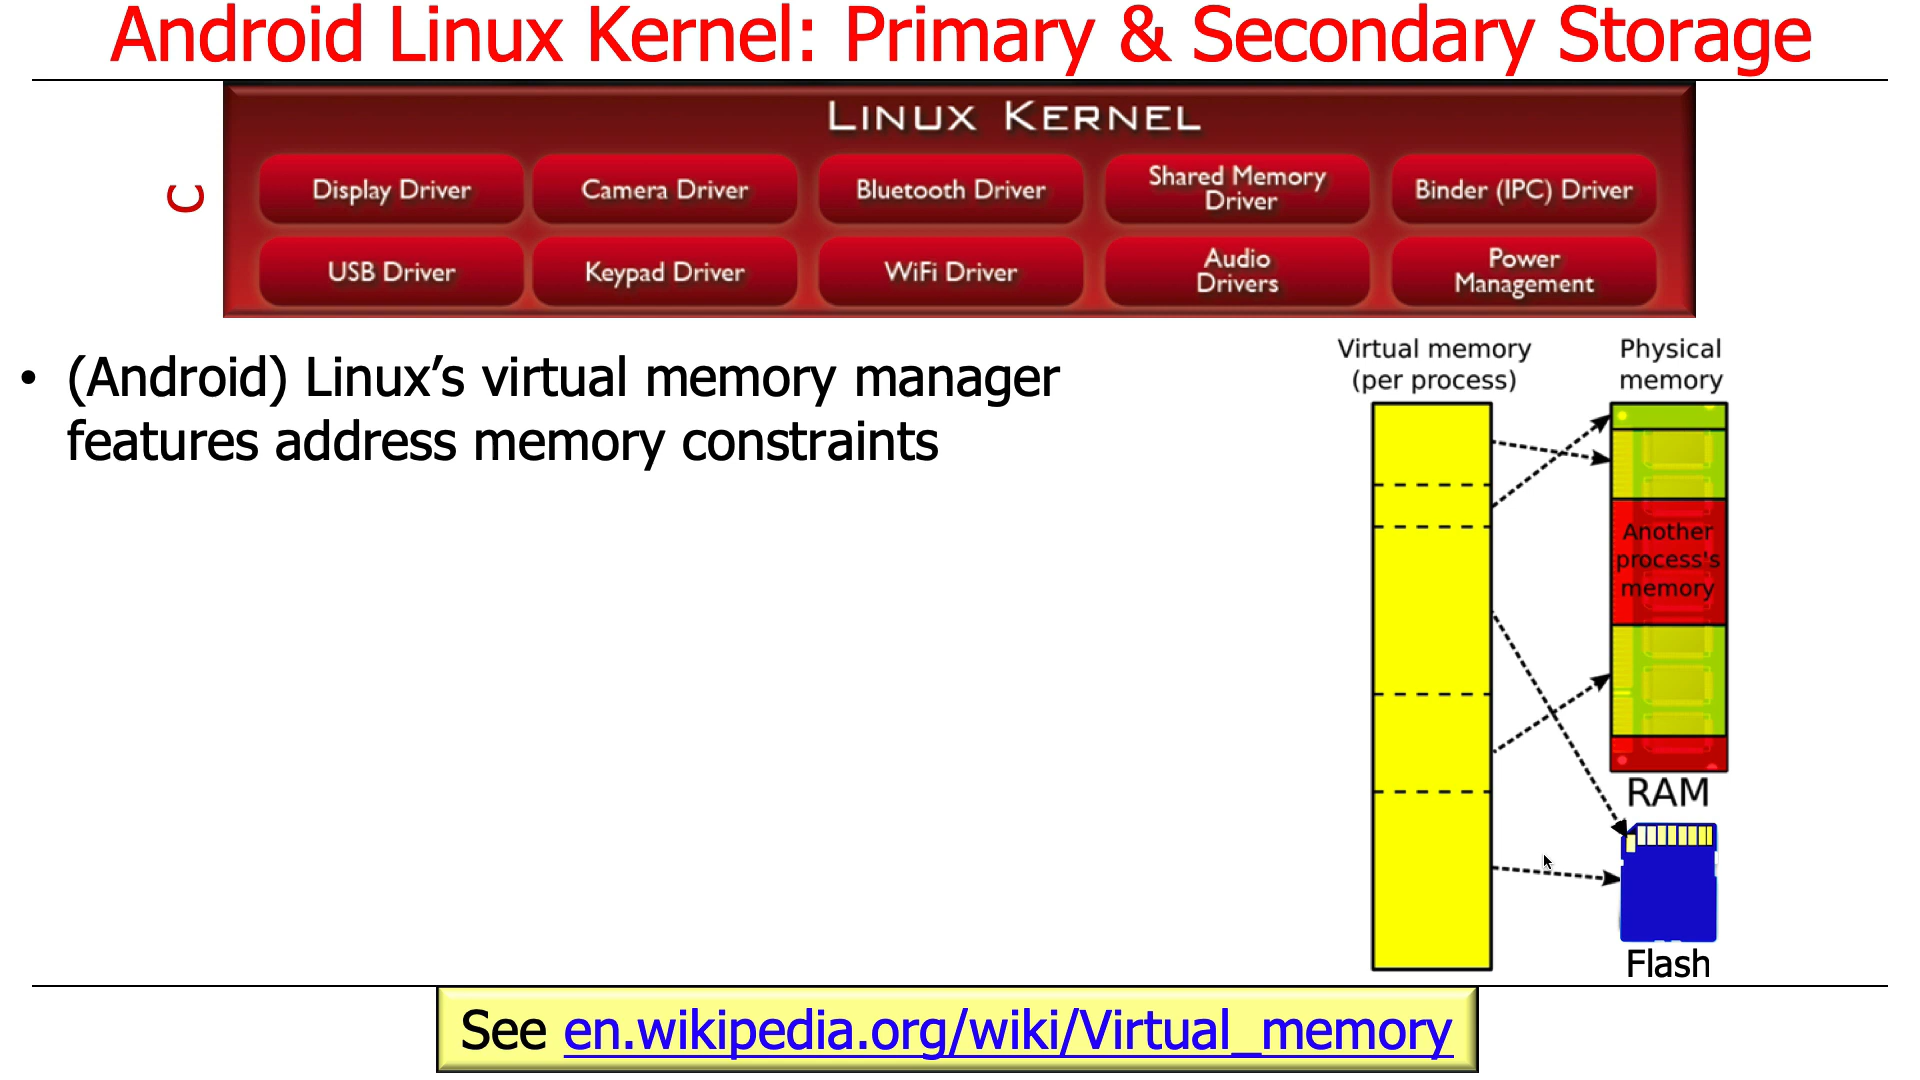 Android Linux Kernel: Primary & Secondary Storage
LINUX KERNEL
C
Display Driver
Camera Driver
Bluetooth Driver
Shared Memory
Driver
Binder (IPC) Driver
USB Driver
Keypad Driver
WiFi Driver
Audio
Drivers
Power
Management
• (Android) Linux’s virtual memory manager
features address memory constraints
Virtual memory
(per process)
Physical
memory
Another
process's
memory
RAM
Flash
See en.wikipedia.org/wiki/Virtual_memory